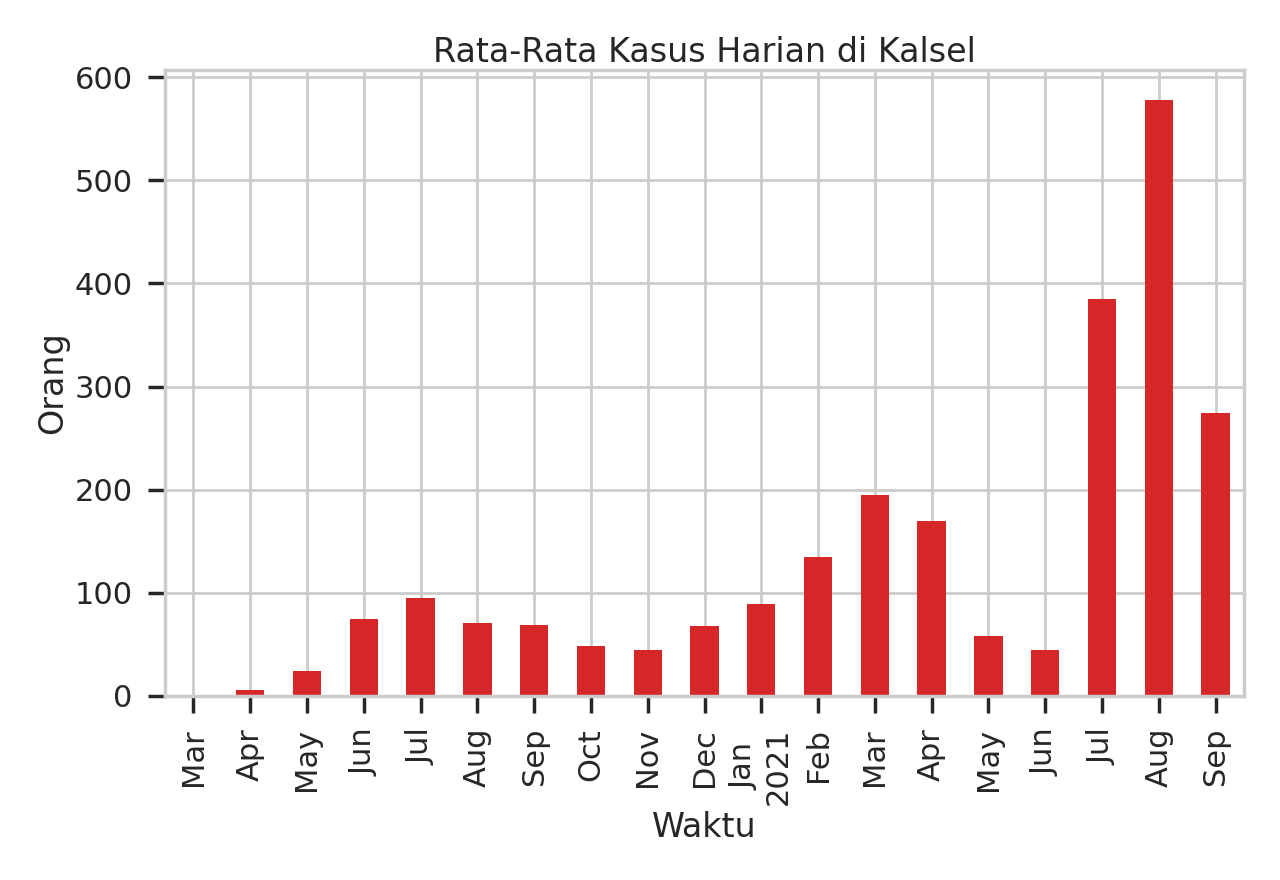 Rata-Rata Kasus Harian di Kalsel
600
500
400
300
200
100
0
Orang
Mar
Apr
May
Jun
Jul
Aug
Sep
Oct
Nov
Dec
Jan
2021
Feb
Mar
Apr
May
Jun
Jul
Aug
Sep
Waktu